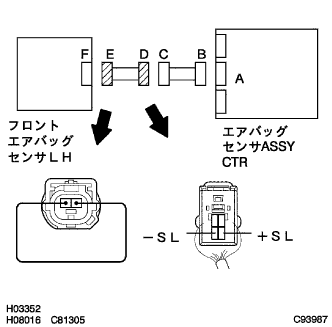 F E D C B
A
フロント
エアバッグ
センサＬＨ
エアバッグ
センサASSY
CTR
－ＳＬ ＋ＳＬ
H03352
H08016 C81305 C93987